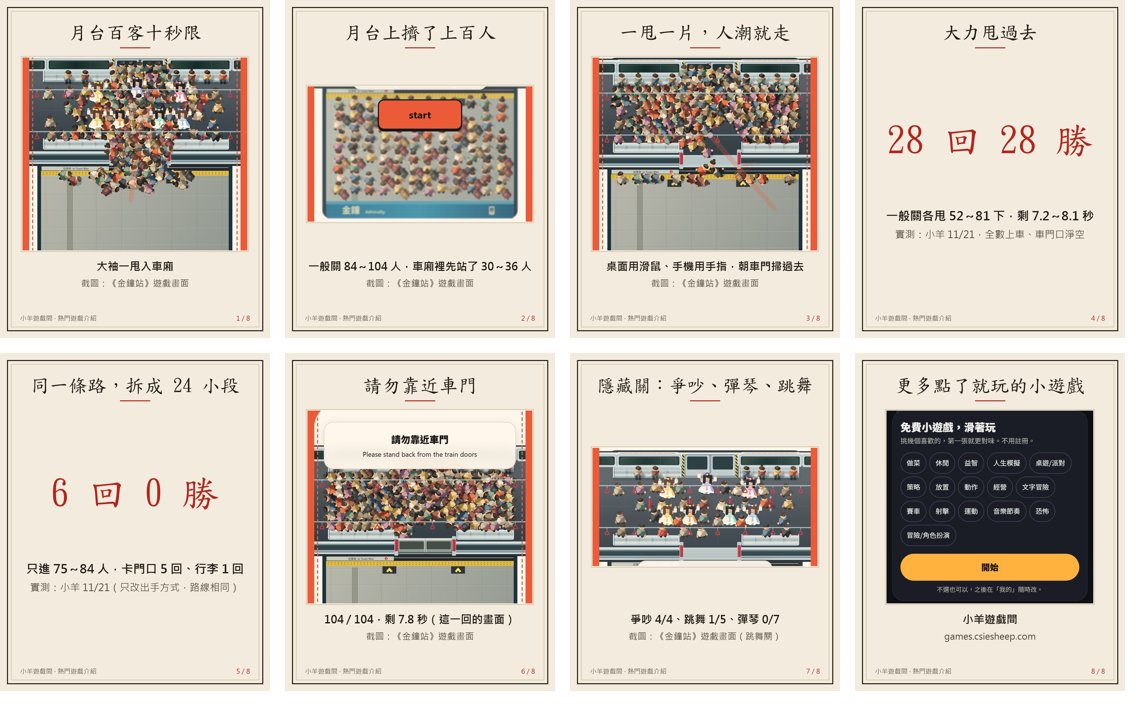 月台百客十秒限
大袖一甩入車廂
截圖：《金鐘站》遊戲畫面
小羊遊戲間 · 熱門遊戲介紹
1 / 8
月台上擠了上百人
start
金鐘 Admiralty
一般關 84～104 人，車廂裡先站了 30～36 人
截圖：《金鐘站》遊戲畫面
小羊遊戲間 · 熱門遊戲介紹
2 / 8
一甩一片，人潮就走
桌面用滑鼠、手機用手指，朝車門掃過去
截圖：《金鐘站》遊戲畫面
小羊遊戲間 · 熱門遊戲介紹
3 / 8
大力甩過去
28 回 28 勝
一般關各甩 52～81 下，剩 7.2～8.1 秒
實測：小羊 11/21，全數上車、車門口淨空
小羊遊戲間 · 熱門遊戲介紹
4 / 8
同一條路，拆成 24 小段
6 回 0 勝
只進 75～84 人，卡門口 5 回、行李 1 回
實測：小羊 11/21（只改出手方式，路線相同）
小羊遊戲間 · 熱門遊戲介紹
5 / 8
請勿靠近車門
請勿靠近車門
Please stand back from the train doors
104 / 104，剩 7.8 秒（這一回的畫面）
截圖：《金鐘站》遊戲畫面
小羊遊戲間 · 熱門遊戲介紹
6 / 8
隱藏關：爭吵、彈琴、跳舞
爭吵 4/4、跳舞 1/5、彈琴 0/7
截圖：《金鐘站》遊戲畫面（跳舞關）
小羊遊戲間 · 熱門遊戲介紹
7 / 8
更多點了就玩的小遊戲
免費小遊戲，滑著玩
挑幾個喜歡的，第一張就更對味。不用註冊。
做菜 休閒 益智 人生模擬 桌遊/派對
策略 放置 動作 經營 文字冒險
賽車 射擊 運動 音樂節奏 恐怖
冒險/角色扮演
開始
不選也可以，之後在「我的」隨時改。
小羊遊戲間
games.csiesheep.com
小羊遊戲間 · 熱門遊戲介紹
8 / 8